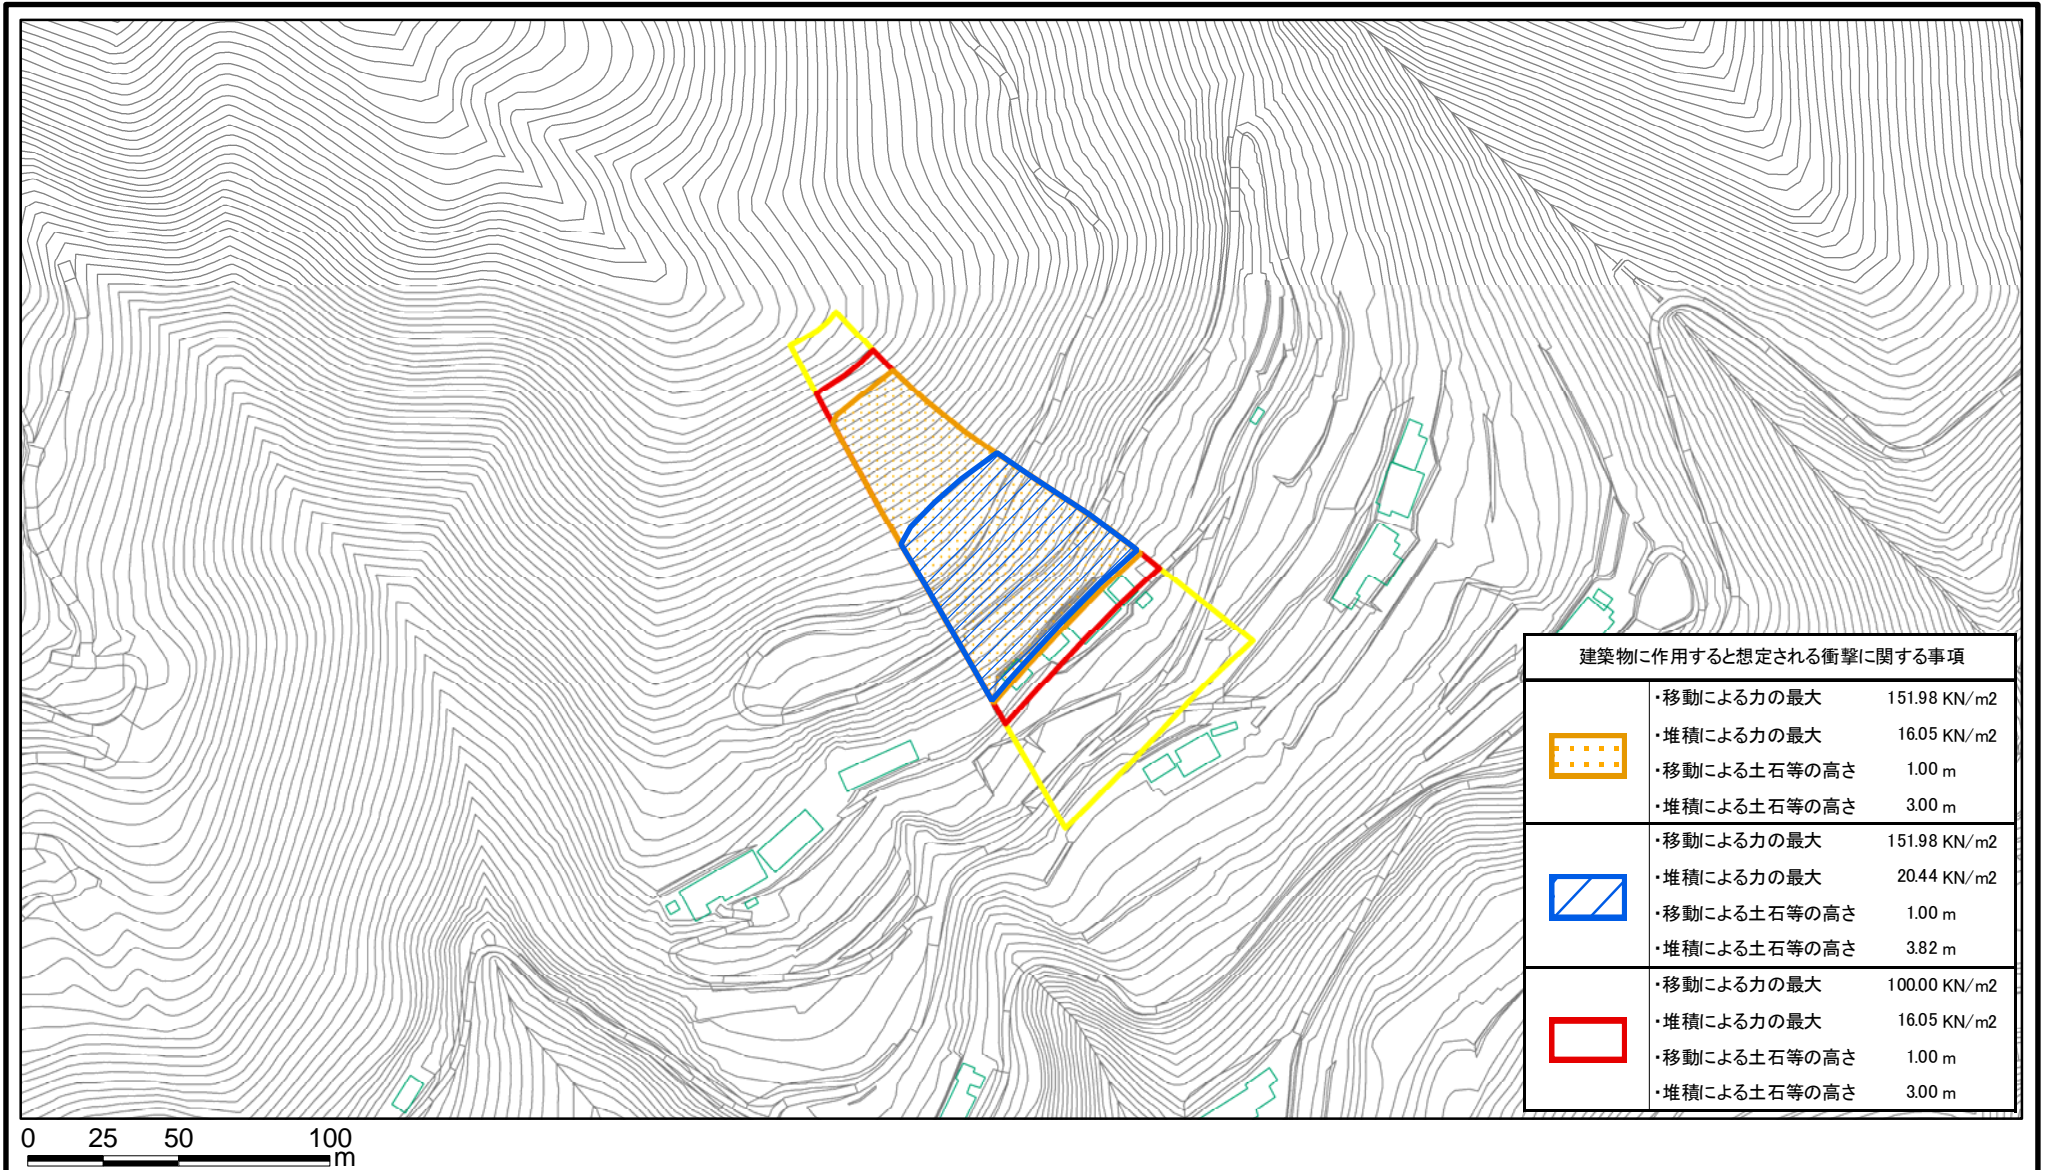 建築物に作用すると想定される衝撃に関する事項
・移動による力の最大 151.98 KN/m2
・堆積による力の最大 16.05 KN/m2
・移動による土石等の高さ 1.00 m
・堆積による土石等の高さ 3.00 m
・移動による力の最大 151.98 KN/m2
・堆積による力の最大 20.44 KN/m2
・移動による土石等の高さ 1.00 m
・堆積による土石等の高さ 3.82 m
・移動による力の最大 100.00 KN/m2
・堆積による力の最大 16.05 KN/m2
・移動による土石等の高さ 1.00 m
・堆積による土石等の高さ 3.00 m
0 25 50 100
m